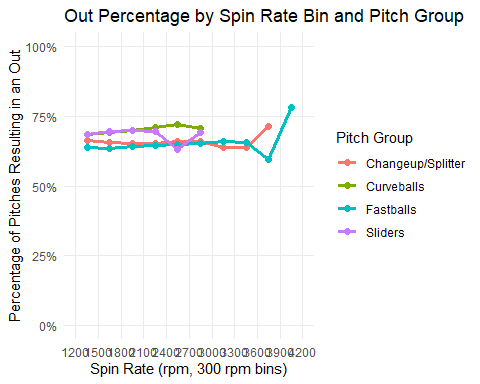 Out Percentage by Spin Rate Bin and Pitch Group
Percentage of Pitches Resulting in an Out
100%
75%
50%
25%
0%
1200 1500 1800 2100 2400 2700 3000 3300 3600 3900 4200
Spin Rate (rpm, 300 rpm bins)
Pitch Group
Changeup/Splitter
Curveballs
Fastballs
Sliders